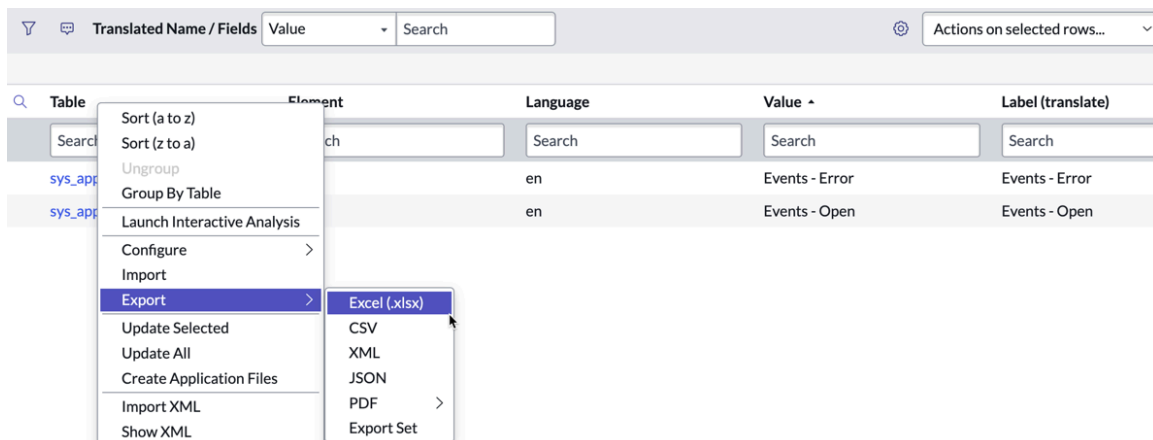 Translated Name / Fields Value Search Actions on selected rows...
Table Element Language Value Label (translate)
Search Search Search Search
sys_app en Events - Error Events - Error
sys_app en Events - Open Events - Open
Sort (a to z)
Sort (z to a)
Ungroup
Group By Table
Launch Interactive Analysis
Configure
Import
Export
Update Selected
Update All
Create Application Files
Import XML
Show XML
Excel (.xlsx)
CSV
XML
JSON
PDF
Export Set